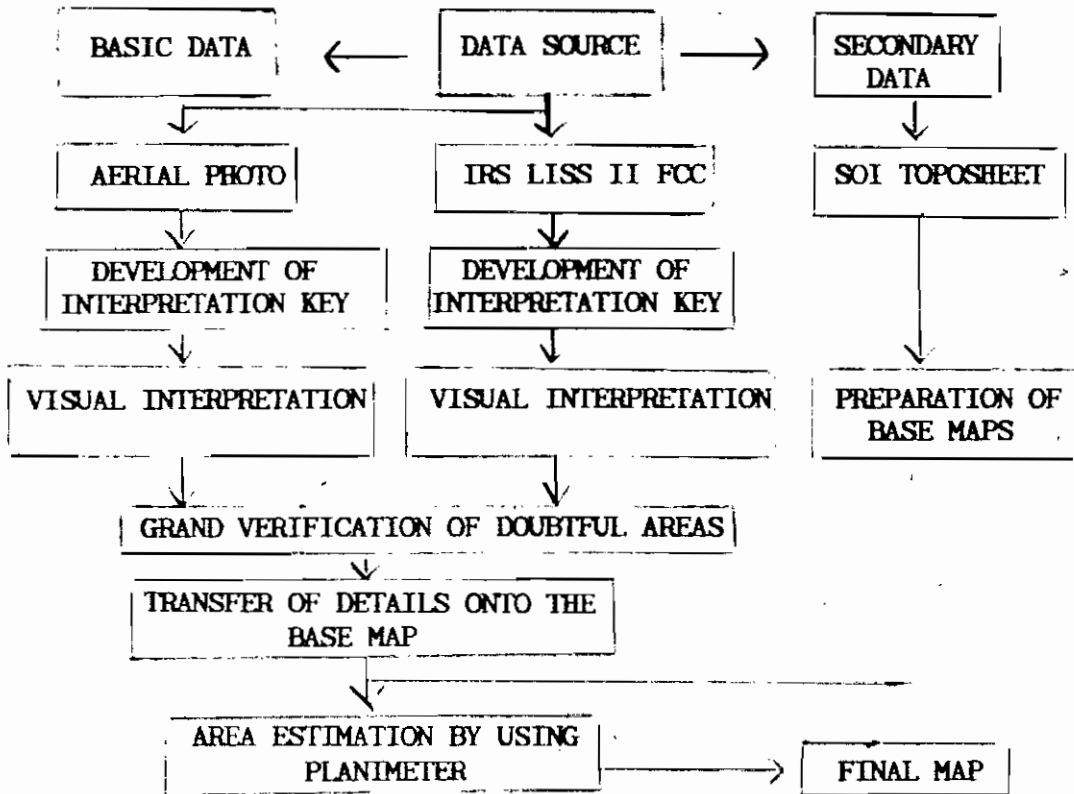 BASIC DATA
DATA SOURCE
SECONDARY
DATA
AERIAL PHOTO
IRS LISS II FCC
SOI TOPOSHEET
DEVELOPMENT OF
INTERPRETATION KEY
DEVELOPMENT OF
INTERPRETATION KEY
VISUAL INTERPRETATION
VISUAL INTERPRETATION
PREPARATION OF
BASE MAPS
GRAND VERIFICATION OF DOUBTFUL AREAS
TRANSFER OF DETAILS ONTO THE
BASE MAP
AREA ESTIMATION BY USING
PLANIMETER
FINAL MAP